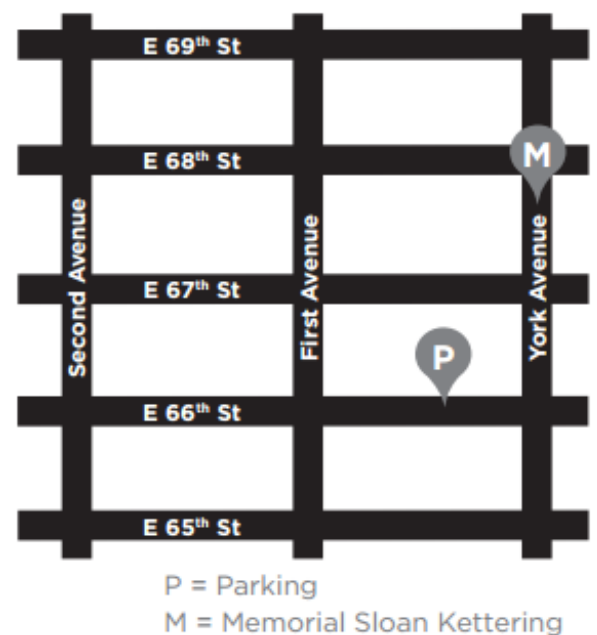 E 69th St
E 68th St
M
Second Avenue
First Avenue
York Avenue
E 67th St
P
E 66th St
E 65th St
P = Parking
M = Memorial Sloan Kettering